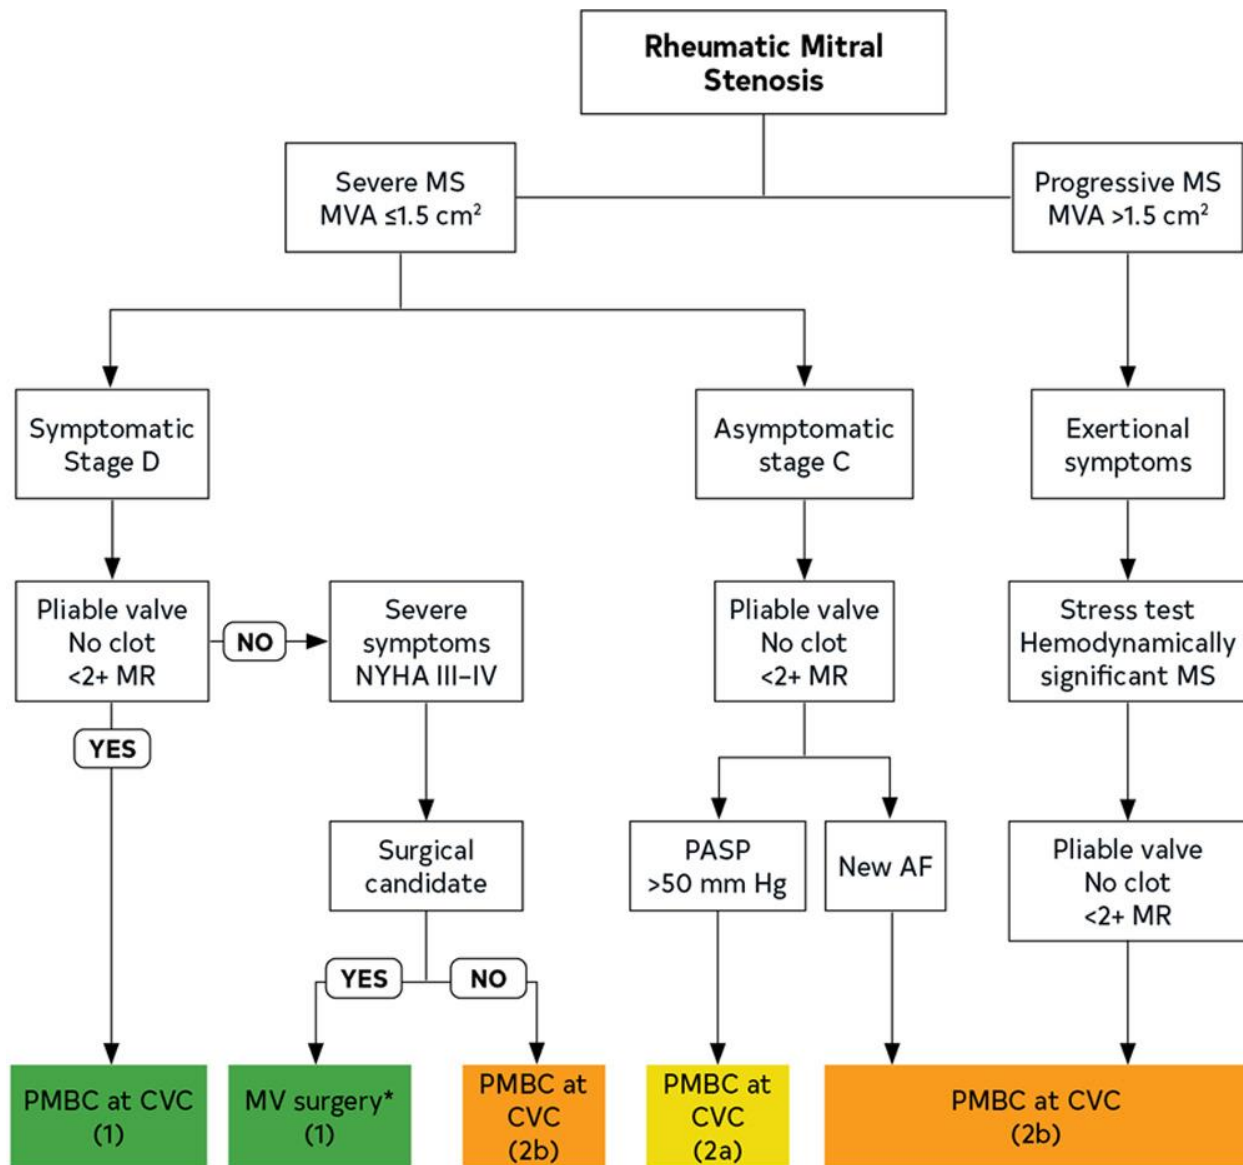 Rheumatic Mitral
Stenosis
Severe MS
MVA ≤1.5 cm²
Progressive MS
MVA >1.5 cm²
Symptomatic
Stage D
Asymptomatic
stage C
Exertional
symptoms
Pliable valve
No clot
<2+ MR
NO
Severe
symptoms
NYHA III–IV
Pliable valve
No clot
<2+ MR
Stress test
Hemodynamically
significant MS
YES
Surgical
candidate
PASP
>50 mm Hg
New AF
Pliable valve
No clot
<2+ MR
YES
NO
PMBC at CVC
(1)
MV surgery*
(1)
PMBC at
CVC
(2b)
PMBC at
CVC
(2a)
PMBC at CVC
(2b)